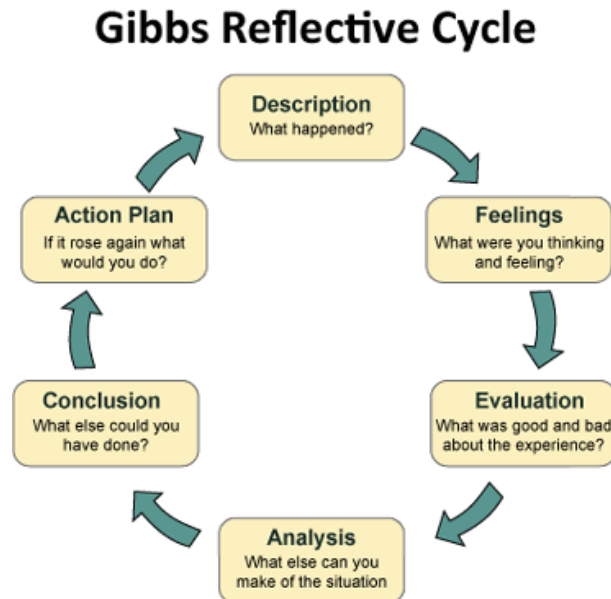 Gibbs Reflective Cycle
Description
What happened?
Feelings
What were you thinking
and feeling?
Evaluation
What was good and bad
about the experience?
Analysis
What else can you
make of the situation
Conclusion
What else could you
have done?
Action Plan
If it rose again what
would you do?